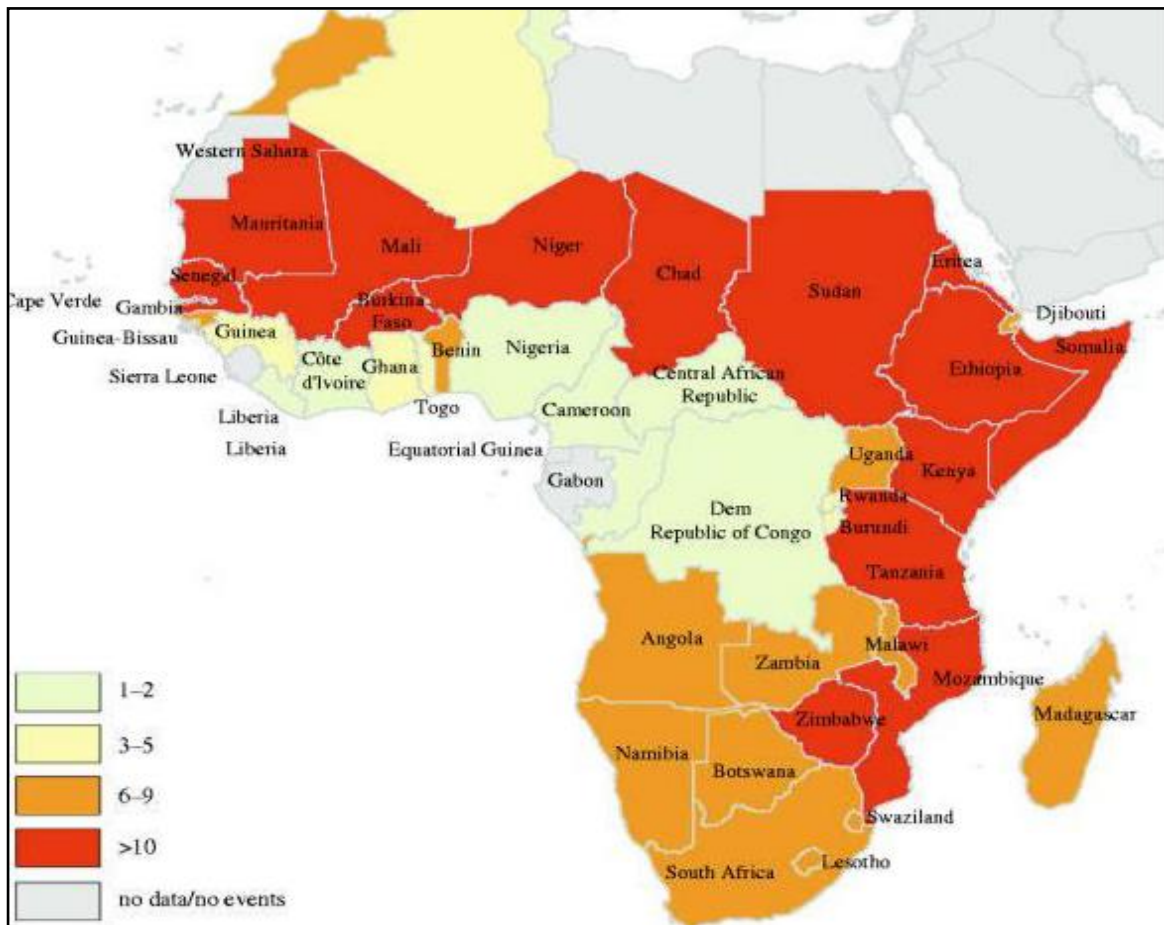 Western Sahara
Mauritania
Mali
Niger
Chad
Sudan
Eritea
Senegal
Cape Verde
Gambia
Burkina
Faso
Djibouti
Guinea-Bissau
Guinea
Benin
Nigeria
Somalia
Côte
d'Ivoire
Ghana
Ethiopia
Sierra Leone
Central African
Republic
Togo
Cameroon
Liberia
Liberia
Equatorial Guinea
Uganda
Kenya
Gabon
Rwanda
Dem
Republic of Congo
Burundi
Tanzania
Angola
Malawi
Zambia
Mozambique
1–2
Madagascar
Zimbabwe
3–5
Namibia
Botswana
6–9
Swaziland
>10
Lesotho
South Africa
no data/no events